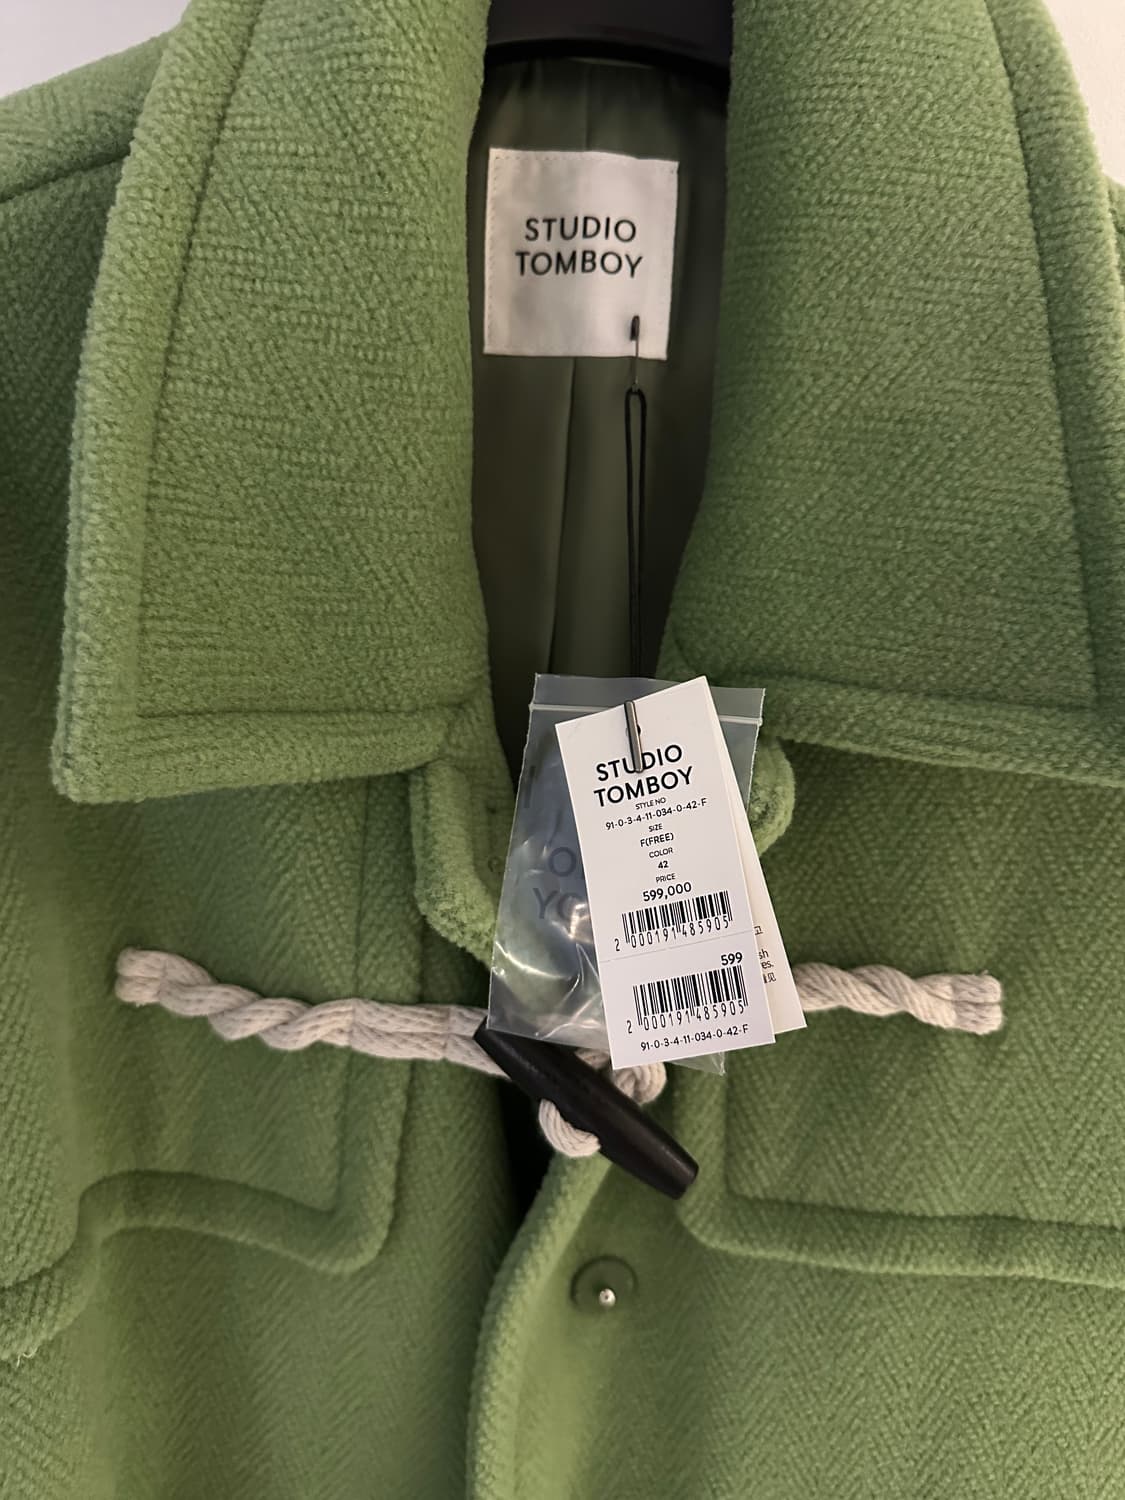 STUDIO
TOMBOY
STUDIO
TOMBOY
STYLE NO
91-0-3-4-11-034-0-42-F
SIZE
F(FREE)
COLOR
42
PRICE
599,000
2 000191 485905
599
2 000191 485905
91-0-3-4-11-034-0-42-F